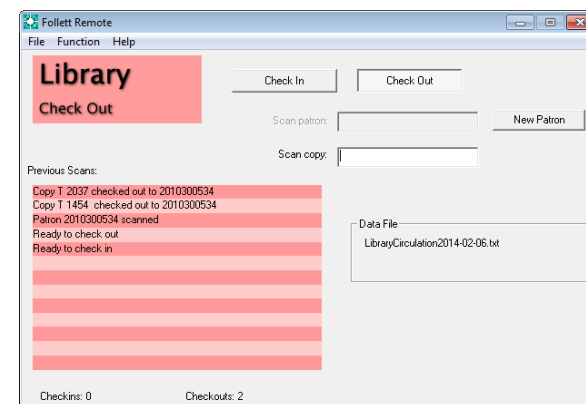 Follett Remote
File Function Help
Library
Check Out
Check In
Check Out
Scan patron:
New Patron
Scan copy:
Previous Scans:
Copy T 2037 checked out to 2010300534
Copy T 1454 checked out to 2010300534
Patron 2010300534 scanned
Ready to check out
Ready to check in
Data File
LibraryCirculation2014-02-06.txt
Checkins: 0 Checkouts: 2